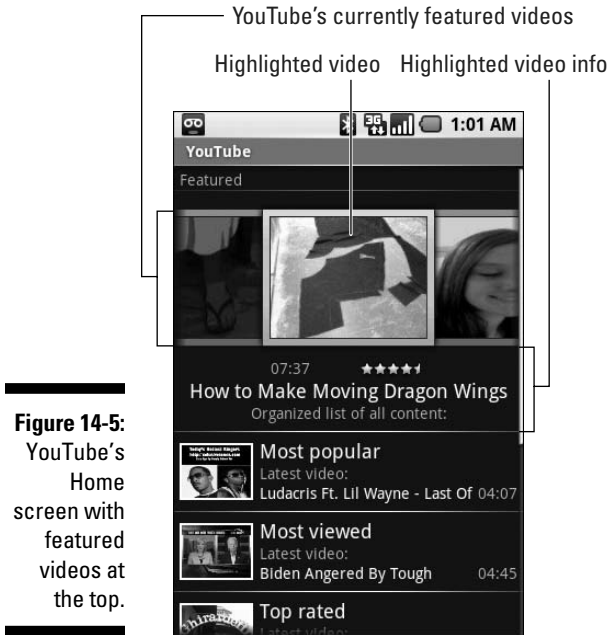 YouTube's currently featured videos
Highlighted video Highlighted video info
3G 1:01 AM
YouTube
Featured
07:37
How to Make Moving Dragon Wings
Organized list of all content:
Most popular
Latest video:
Ludacris Ft. Lil Wayne - Last Of 04:07
Most viewed
Latest video:
Biden Angered By Tough 04:45
Top rated
Latest video:
Figure 14-5:
YouTube's
Home
screen with
featured
videos at
the top.